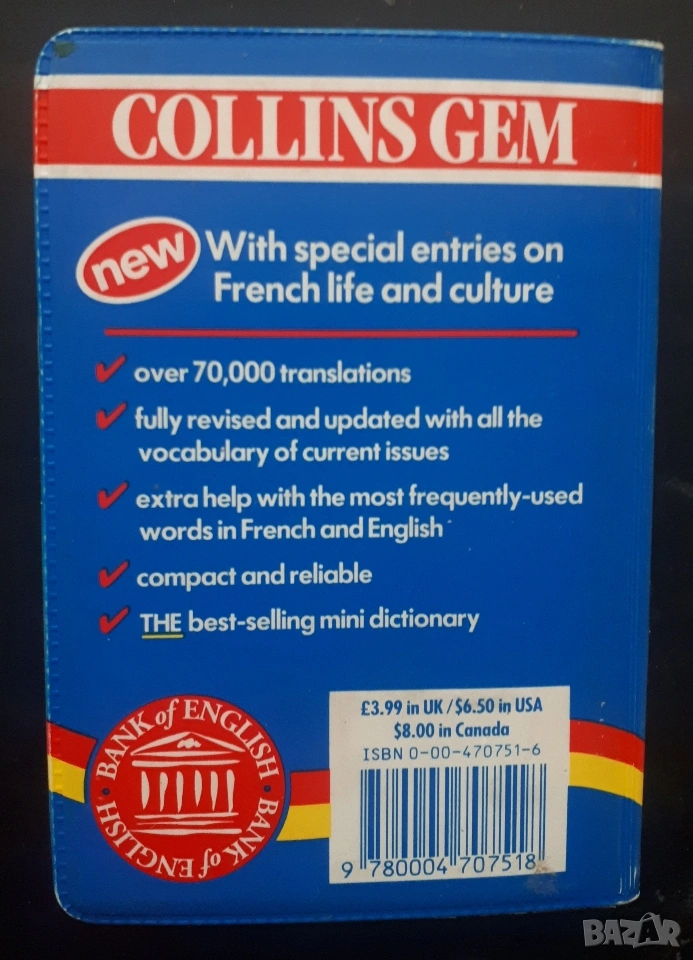 COLLINS GEM
new
With special entries on
French life and culture
over 70,000 translations
fully revised and updated with all the
vocabulary of current issues
extra help with the most frequently-used
words in French and English
compact and reliable
THE best-selling mini dictionary
BANK of ENGLISH · BANK of ENGLISH ·
£3.99 in UK / $6.50 in USA
$8.00 in Canada
ISBN 0-00-470751-6
9 780004 707518
BAZAR